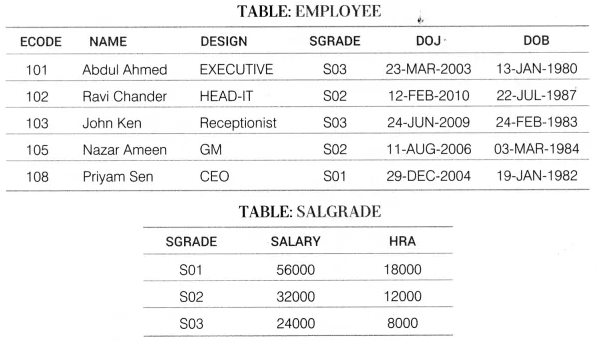 TABLE: EMPLOYEE
ECODE NAME DESIGN SGRADE DOJ DOB
101 Abdul Ahmed EXECUTIVE S03 23-MAR-2003 13-JAN-1980
102 Ravi Chander HEAD-IT S02 12-FEB-2010 22-JUL-1987
103 John Ken Receptionist S03 24-JUN-2009 24-FEB-1983
105 Nazar Ameen GM S02 11-AUG-2006 03-MAR-1984
108 Priyam Sen CEO S01 29-DEC-2004 19-JAN-1982
TABLE: SALGRADE
SGRADE SALARY HRA
S01 56000 18000
S02 32000 12000
S03 24000 8000